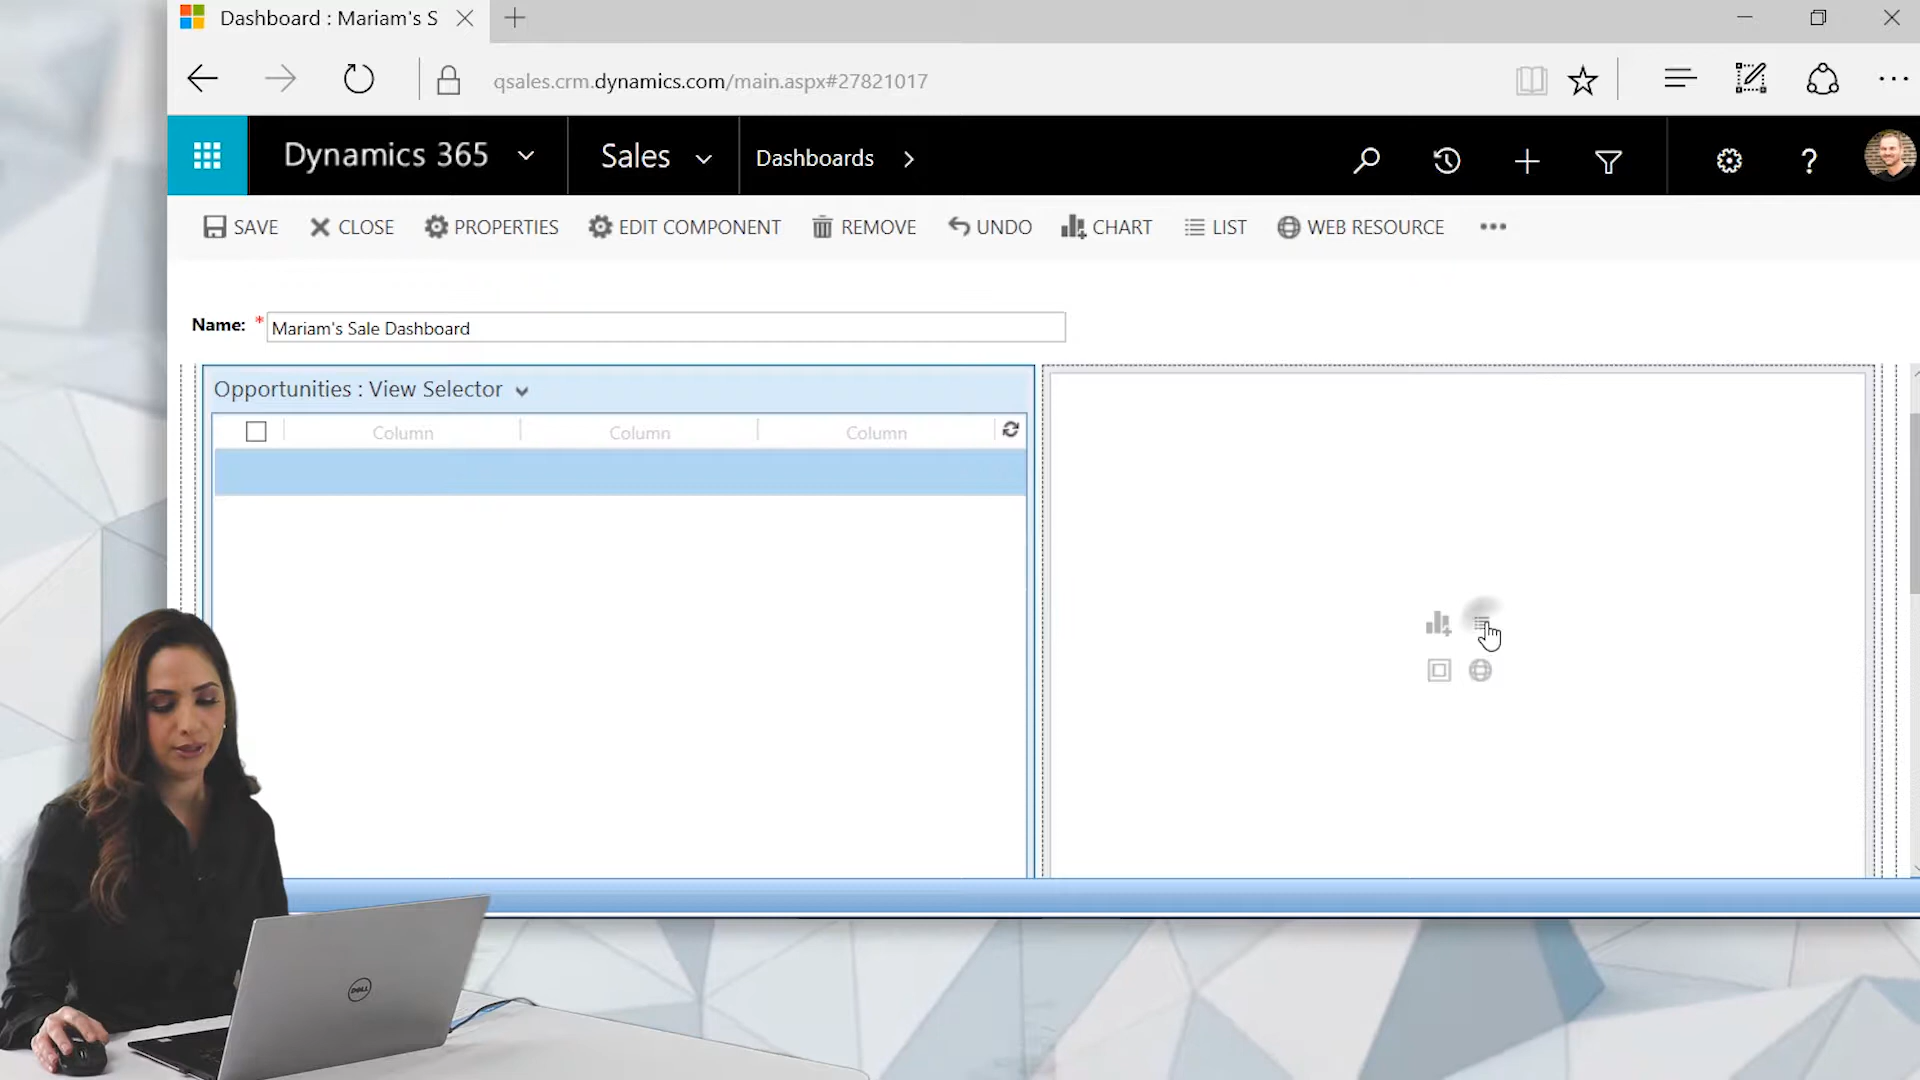 Dashboard : Mariam's S
qsales.crm.dynamics.com/main.aspx#27821017
Dynamics 365 Sales Dashboards
SAVE CLOSE PROPERTIES EDIT COMPONENT REMOVE UNDO CHART LIST WEB RESOURCE
Name: * Mariam's Sale Dashboard
Opportunities : View Selector
Column Column Column
DELL